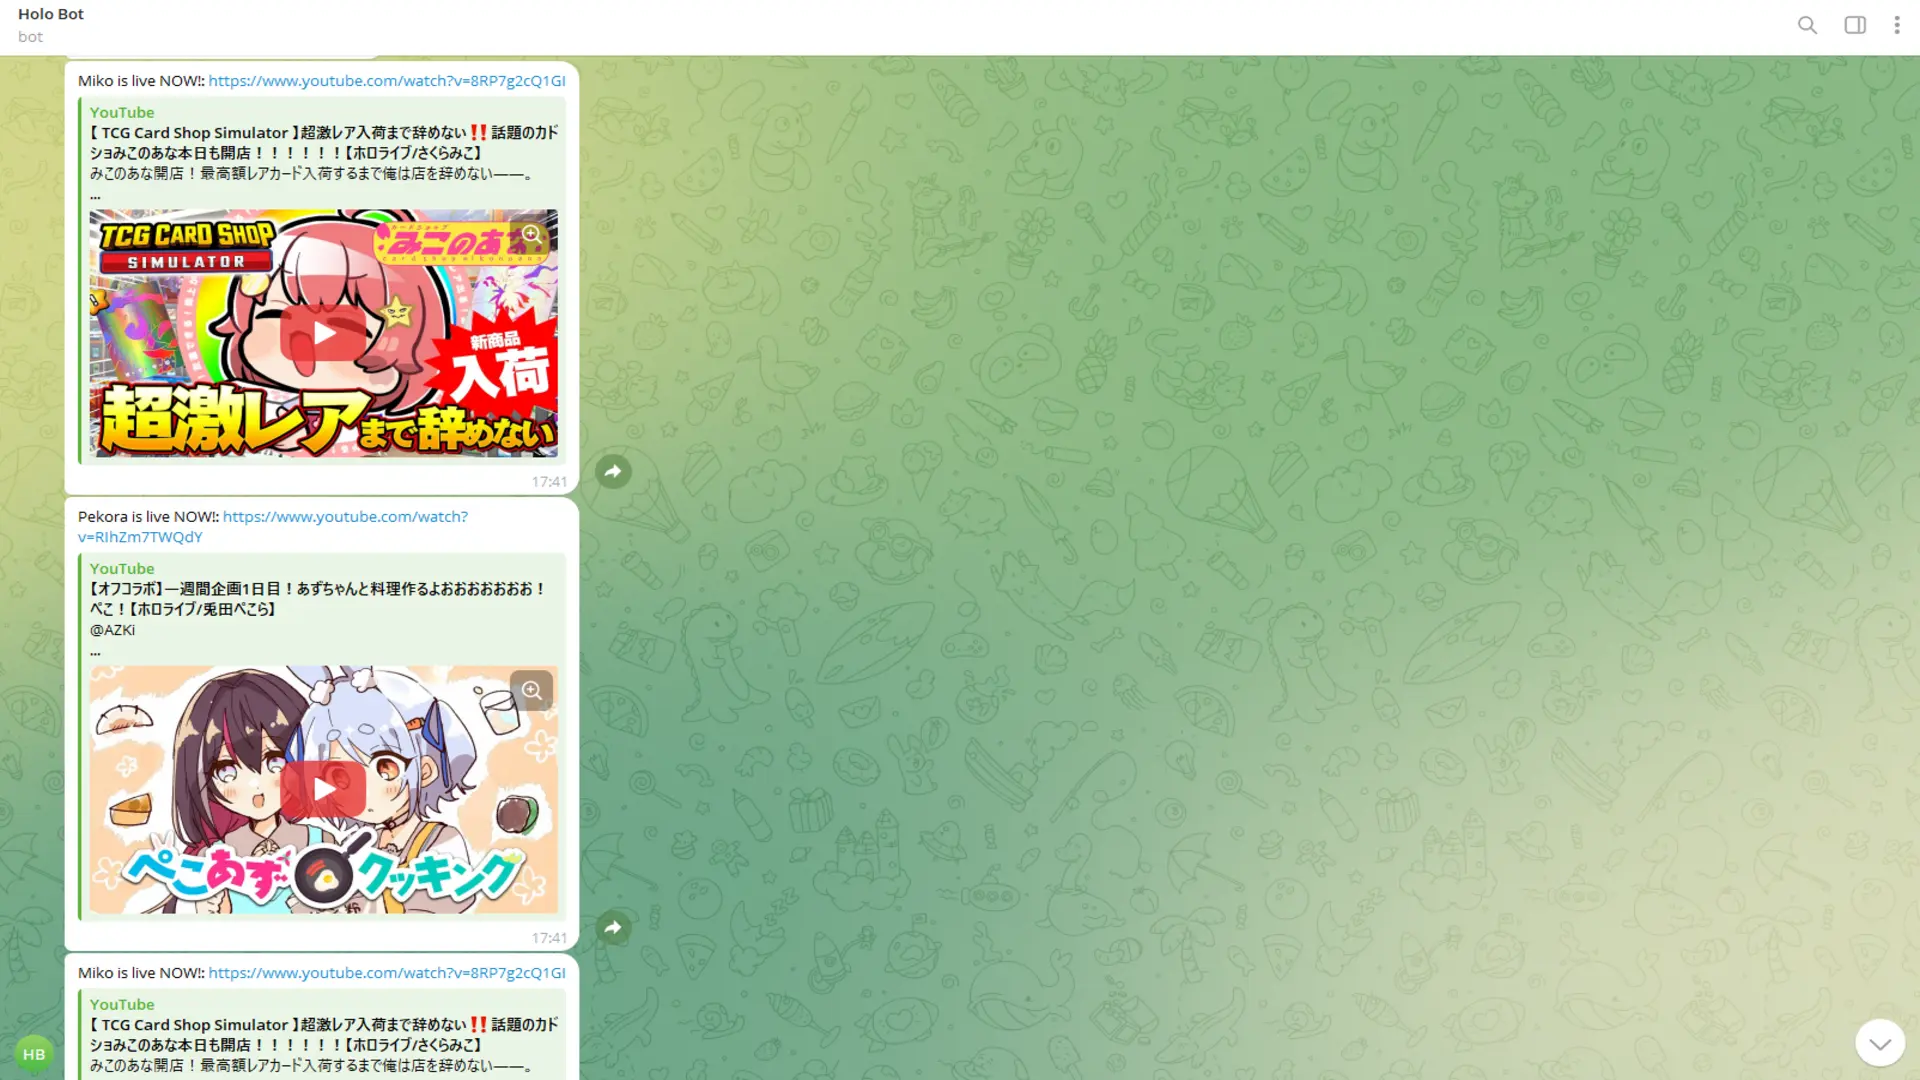 Holo Bot
bot
Miko is live NOW!: https://www.youtube.com/watch?v=8RP7g2cQ1GI
YouTube
【 TCG Card Shop Simulator 】超激レア入荷まで辞めない‼️話題のカド
ショみこのあな本日も開店！！！！！！【ホロライブ/さくらみこ】
みこのあな開店！最高額レアカード入荷するまで俺は店を辞めない――。
...
TCG CARD SHOP
SIMULATOR
カードショップ
みこのあな
新商品
入荷
超激レアまで辞めない
17:41
Pekora is live NOW!: https://www.youtube.com/watch?
v=RIhZm7TWQdY
YouTube
【オフコラボ】一週間企画1日目！あずちゃんと料理作るよおおおおおおお！
ぺこ！【ホロライブ/兎田ぺこら】
@AZKi
...
ぺこあず クッキング
17:41
Miko is live NOW!: https://www.youtube.com/watch?v=8RP7g2cQ1GI
YouTube
【 TCG Card Shop Simulator 】超激レア入荷まで辞めない‼️話題のカド
ショみこのあな本日も開店！！！！！！【ホロライブ/さくらみこ】
みこのあな開店！最高額レアカード入荷するまで俺は店を辞めない――。
HB